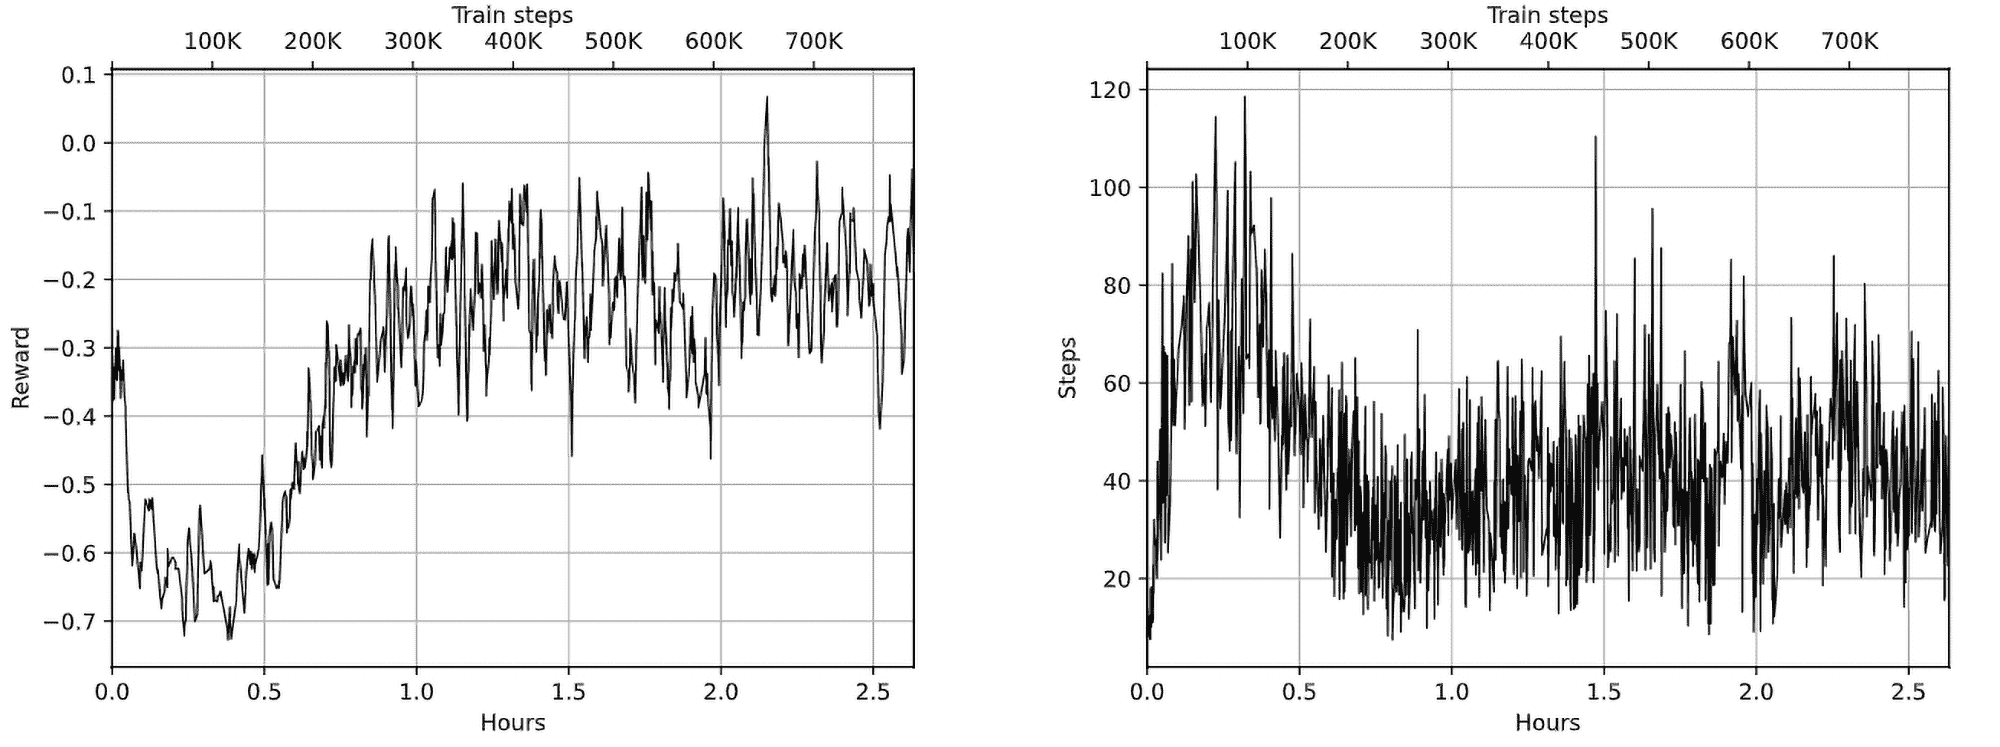 Train steps
100K 200K 300K 400K 500K 600K 700K
0.1
0.0
−0.1
−0.2
−0.3
−0.4
−0.5
−0.6
−0.7
Reward
0.0 0.5 1.0 1.5 2.0 2.5
Hours
Train steps
100K 200K 300K 400K 500K 600K 700K
120
100
80
60
40
20
Steps
0.0 0.5 1.0 1.5 2.0 2.5
Hours